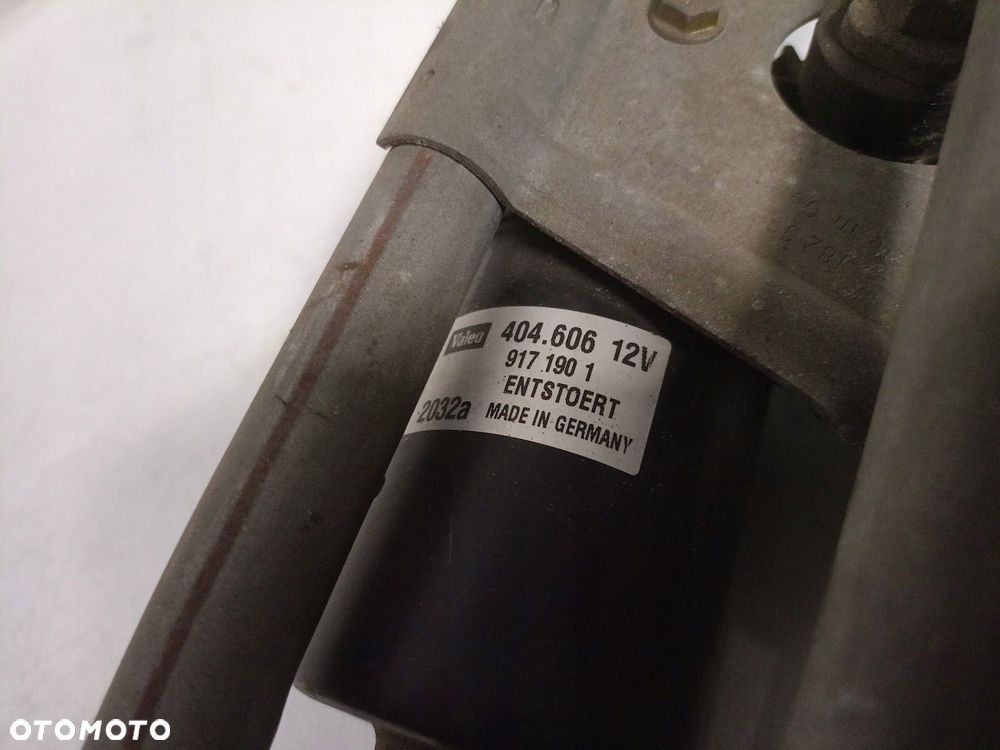 Valeo 404.606 12V
917 190 1
ENTSTOERT
2032a MADE IN GERMANY
OTOMOTO